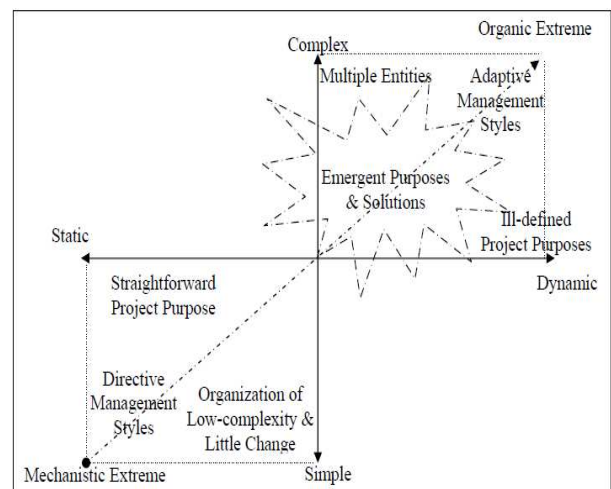 Organic Extreme
Complex
Multiple Entities
Adaptive
Management
Styles
Emergent Purposes
& Solutions
Ill-defined
Project Purposes
Static
Dynamic
Straightforward
Project Purpose
Directive
Management
Styles
Organization of
Low-complexity &
Little Change
Mechanistic Extreme
Simple